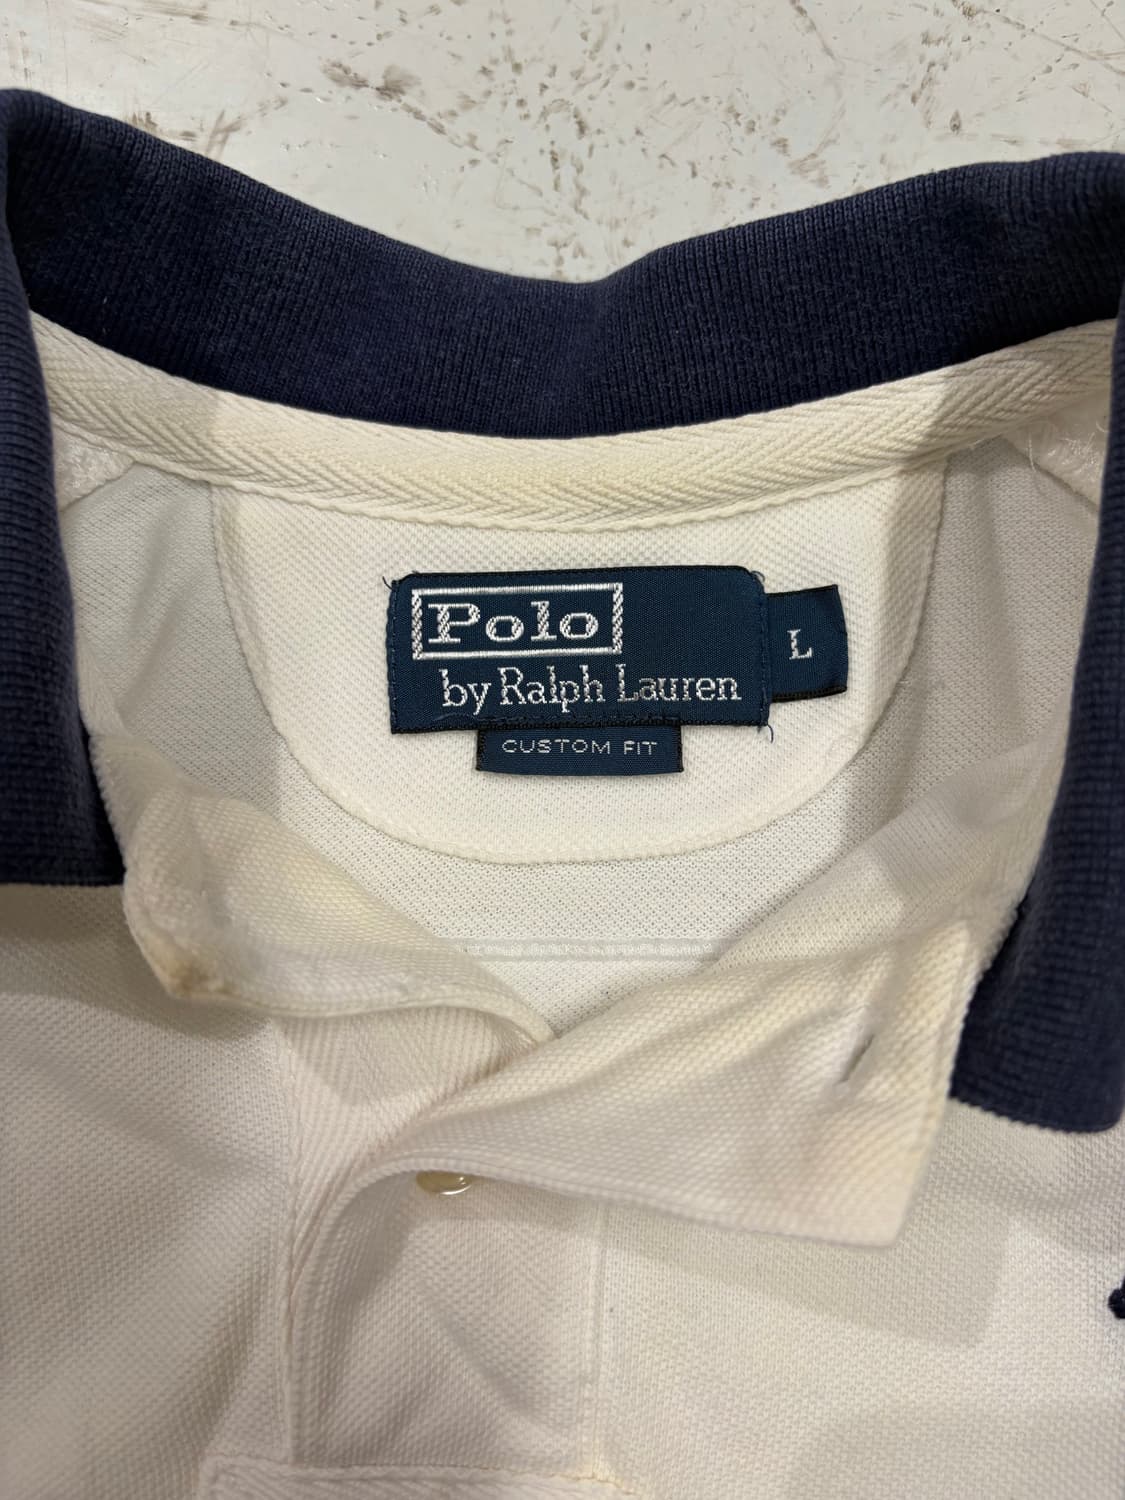 Polo
by Ralph Lauren
L
CUSTOM FIT